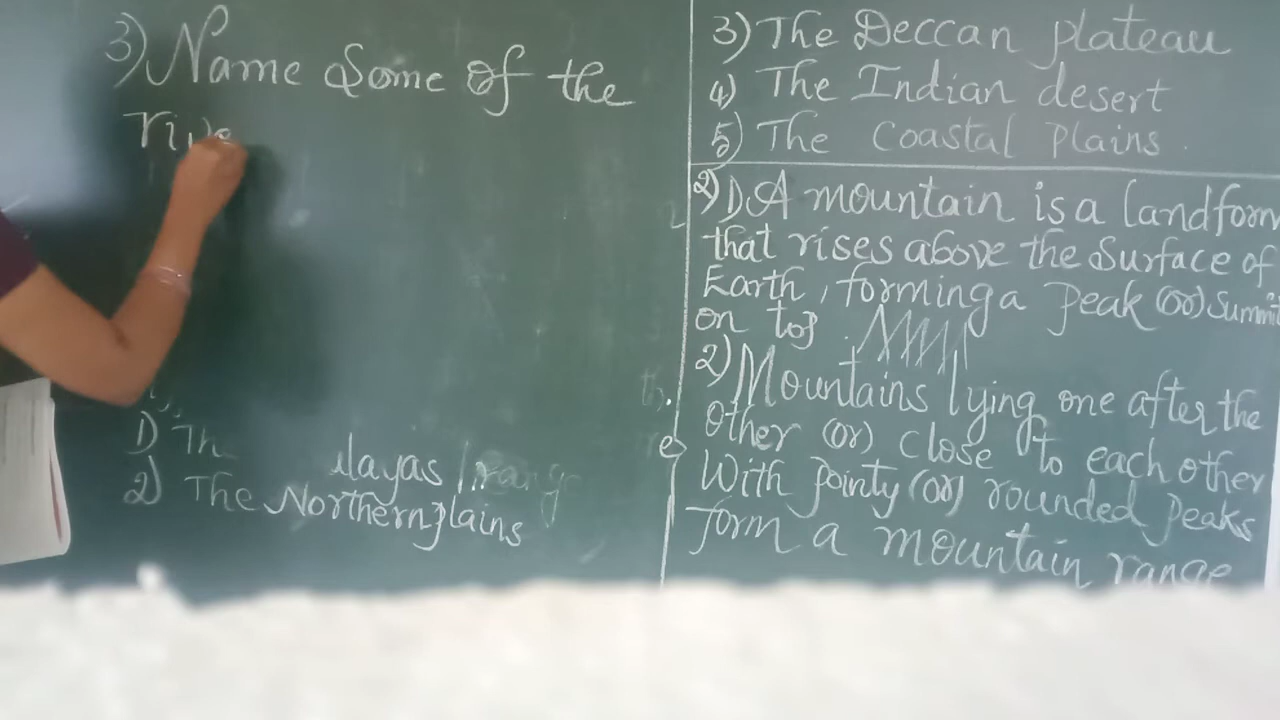 3) Name Some of the
rive
1) Th layas range
2) The Northern plains
3) The Deccan plateau
4) The Indian desert
5) The Coastal Plains.
2) 1) A mountain is a landform
that rises above the Surface of
Earth, forming a peak (or) Summit
on top.
2) Mountains lying one after the
Other (or) close to each other
With pointy (or) rounded peaks
form a mountain range